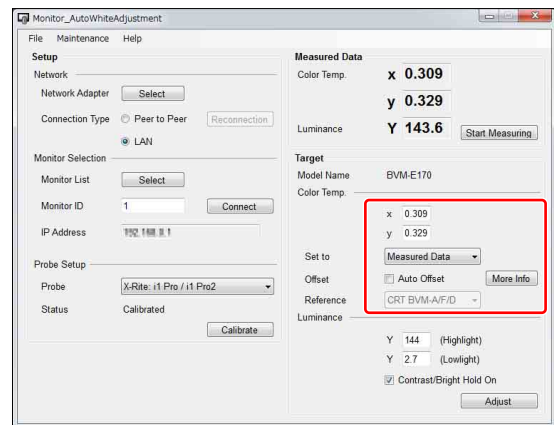 Monitor_AutoWhiteAdjustment
File Maintenance Help
Setup
Network
Network Adapter Select
Connection Type Peer to Peer Reconnection
LAN
Monitor Selection
Monitor List Select
Monitor ID 1 Connect
IP Address 192.168.0.1
Probe Setup
Probe X-Rite: i1 Pro / i1 Pro2
Status Calibrated
Calibrate
Measured Data
Color Temp. x 0.309
y 0.329
Luminance Y 143.6 Start Measuring
Target
Model Name BVM-E170
Color Temp.
x 0.309
y 0.329
Set to Measured Data
Offset Auto Offset More Info
Reference CRT BVM-A/F/D
Luminance
Y 144 (Highlight)
Y 2.7 (Lowlight)
Contrast/Bright Hold On
Adjust